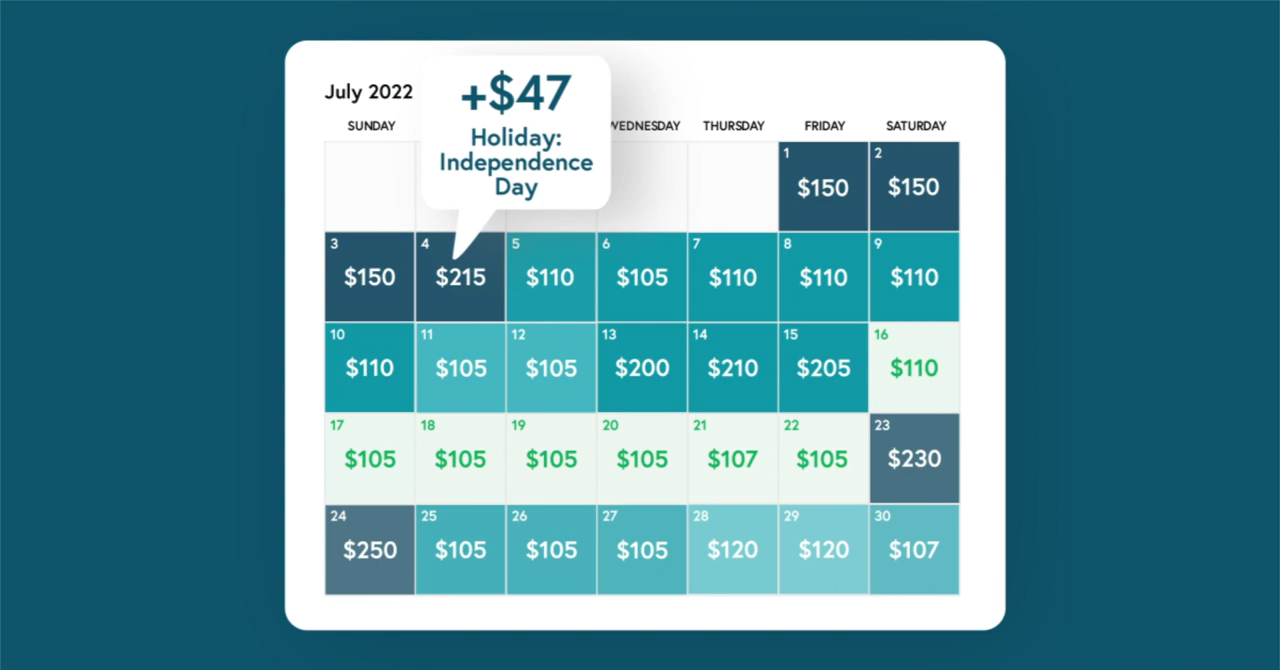 July 2022
+$47
Holiday:
Independence
Day
SUNDAY THURSDAY FRIDAY SATURDAY
1 2
$150 $150
3 4 5 6 7 8 9
$150 $215 $110 $105 $110 $110 $110
10 11 12 13 14 15 16
$110 $105 $105 $200 $210 $205 $110
17 18 19 20 21 22 23
$105 $105 $105 $105 $107 $105 $230
24 25 26 27 28 29 30
$250 $105 $105 $105 $120 $120 $107